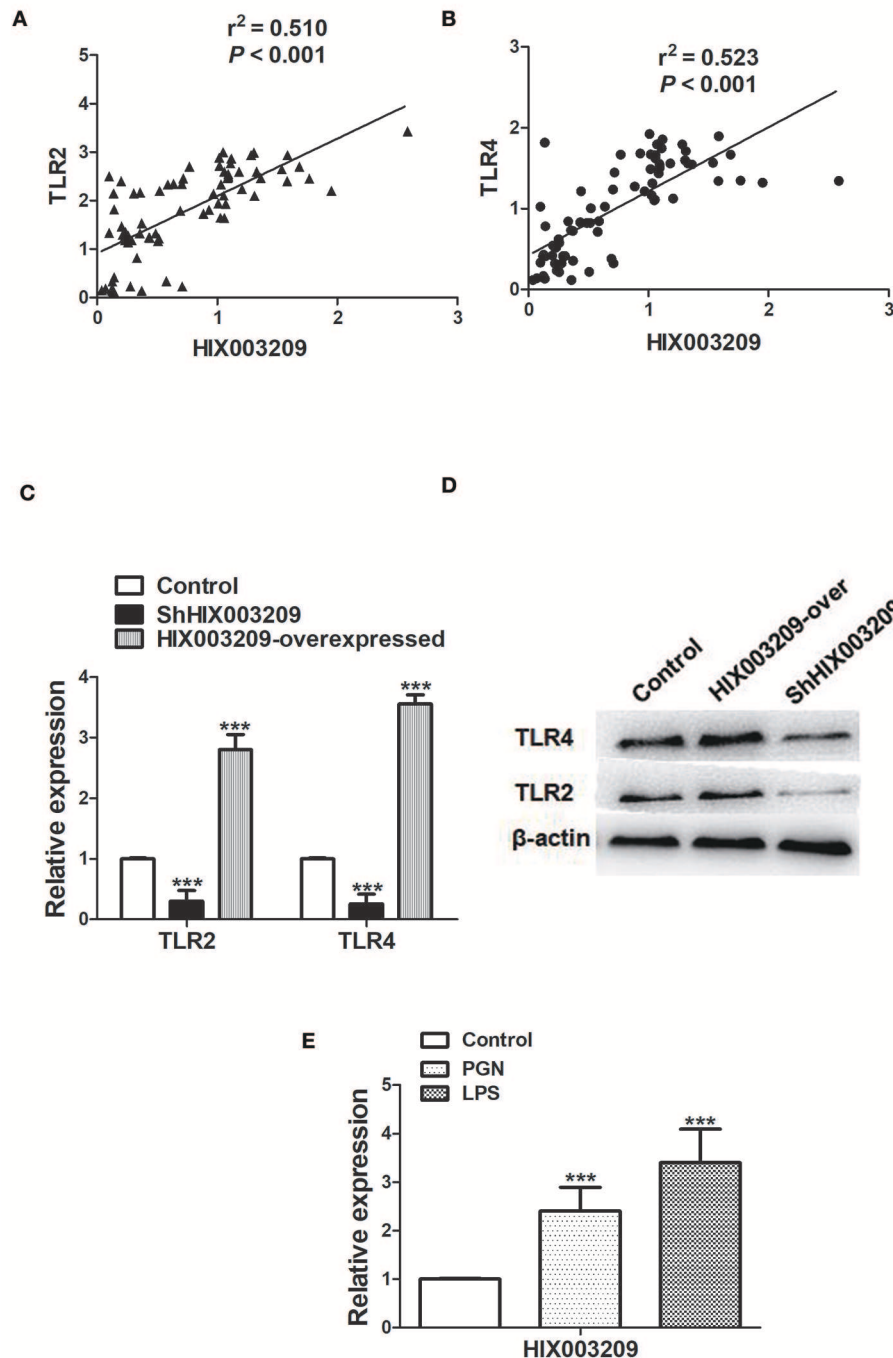 A
r² = 0.510
P < 0.001
5
4
3
2
1
0
TLR2
0 1 2 3
HIX003209
B
r² = 0.523
P < 0.001
3
2
1
0
TLR4
0 1 2 3
HIX003209
C
Control
ShHIX003209
HIX003209-overexpressed
4
3
2
1
0
Relative expression
*** *** *** ***
TLR2 TLR4
D
Control HIX003209-over ShHIX003209
TLR4
TLR2
β-actin
E
Control
PGN
LPS
5
4
3
2
1
0
Relative expression
*** ***
HIX003209